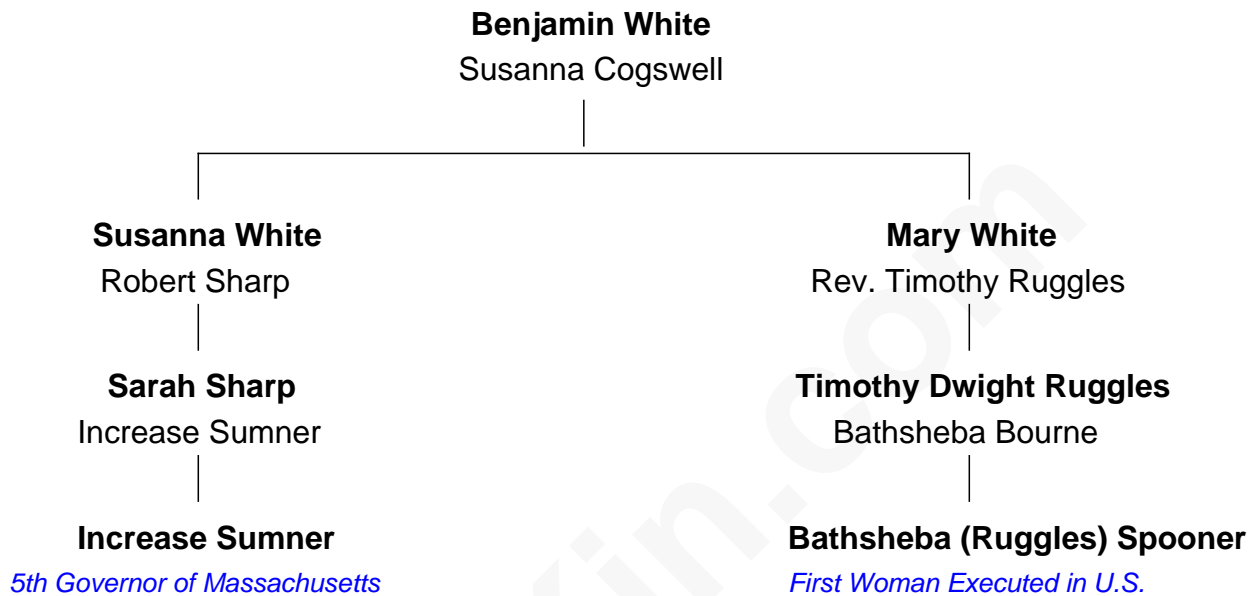 Benjamin White
Susanna Cogswell
Susanna White
Robert Sharp
Mary White
Rev. Timothy Ruggles
Sarah Sharp
Increase Sumner
Timothy Dwight Ruggles
Bathsheba Bourne
Increase Sumner
5th Governor of Massachusetts
Bathsheba (Ruggles) Spooner
First Woman Executed in U.S.